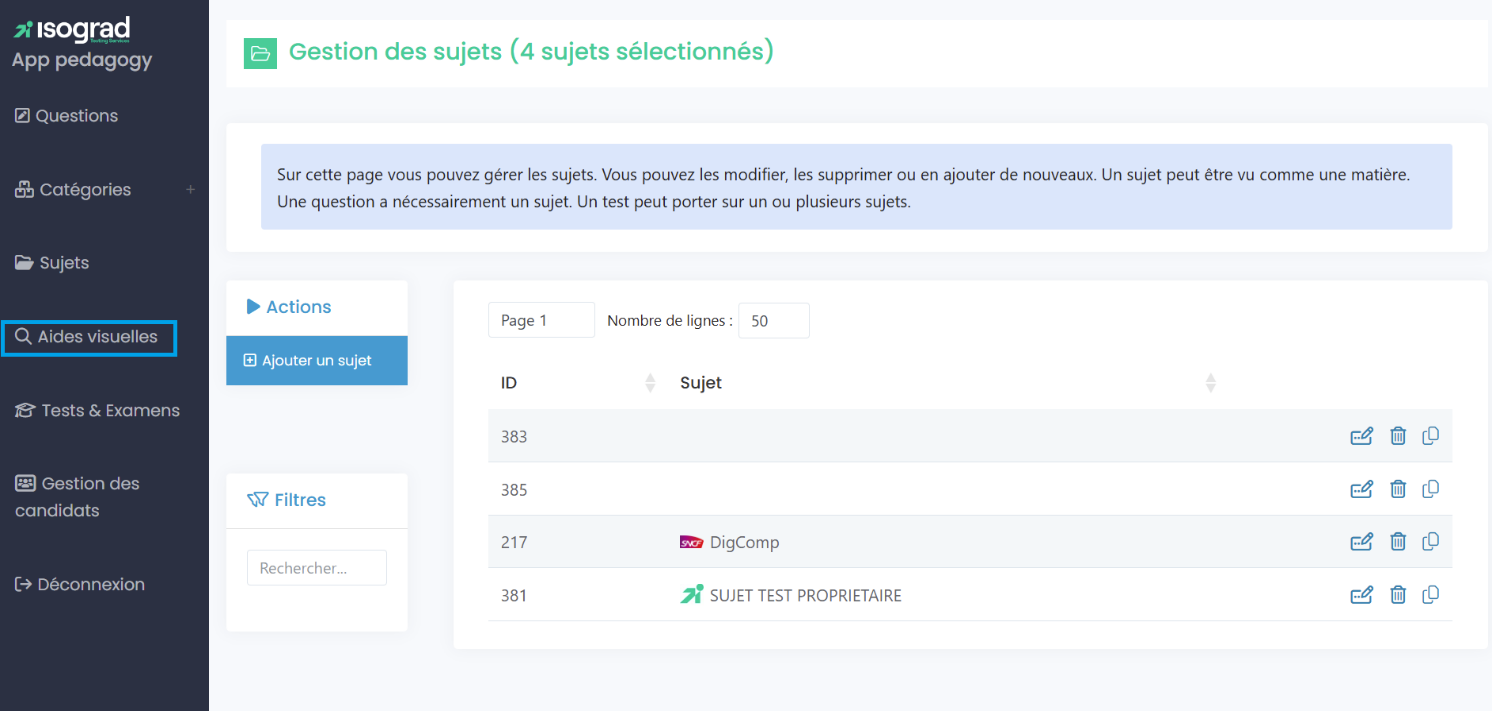 isograd
Testing Services
App pedagogy
Questions
Catégories +
Sujets
Aides visuelles
Tests & Examens
Gestion des
candidats
Déconnexion
Gestion des sujets (4 sujets sélectionnés)
Sur cette page vous pouvez gérer les sujets. Vous pouvez les modifier, les supprimer ou en ajouter de nouveaux. Un sujet peut être vu comme une matière.
Une question a nécessairement un sujet. Un test peut porter sur un ou plusieurs sujets.
Actions
Ajouter un sujet
Filtres
Rechercher...
Page 1 Nombre de lignes : 50
ID Sujet
383
385
217 SNCF DigComp
381 SUJET TEST PROPRIETAIRE